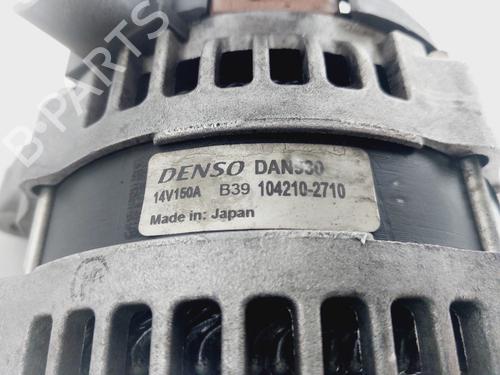 B-Parts
DENSO DAN930
14V150A B39 104210-2710
Made in: Japan